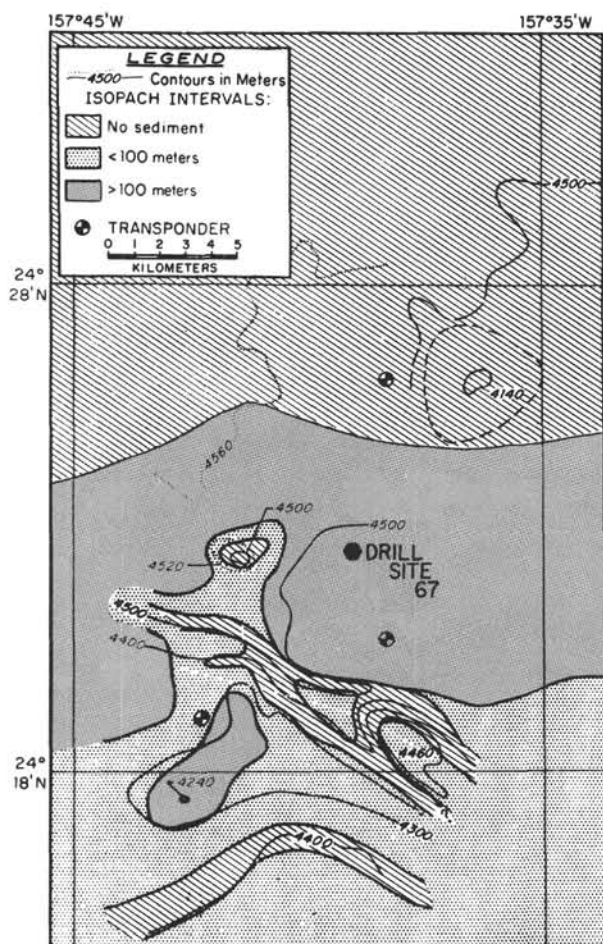 157°45'W 157°35'W
LEGEND
4500 Contours in Meters
ISOPACH INTERVALS:
No sediment
<100 meters
>100 meters
TRANSPONDER
0 1 2 3 4 5
KILOMETERS
4500
24°
28'N
4140
4560
4500
4500
4520
DRILL
SITE
67
4500
4400
4460
24°
18'N
4240
4300
4400